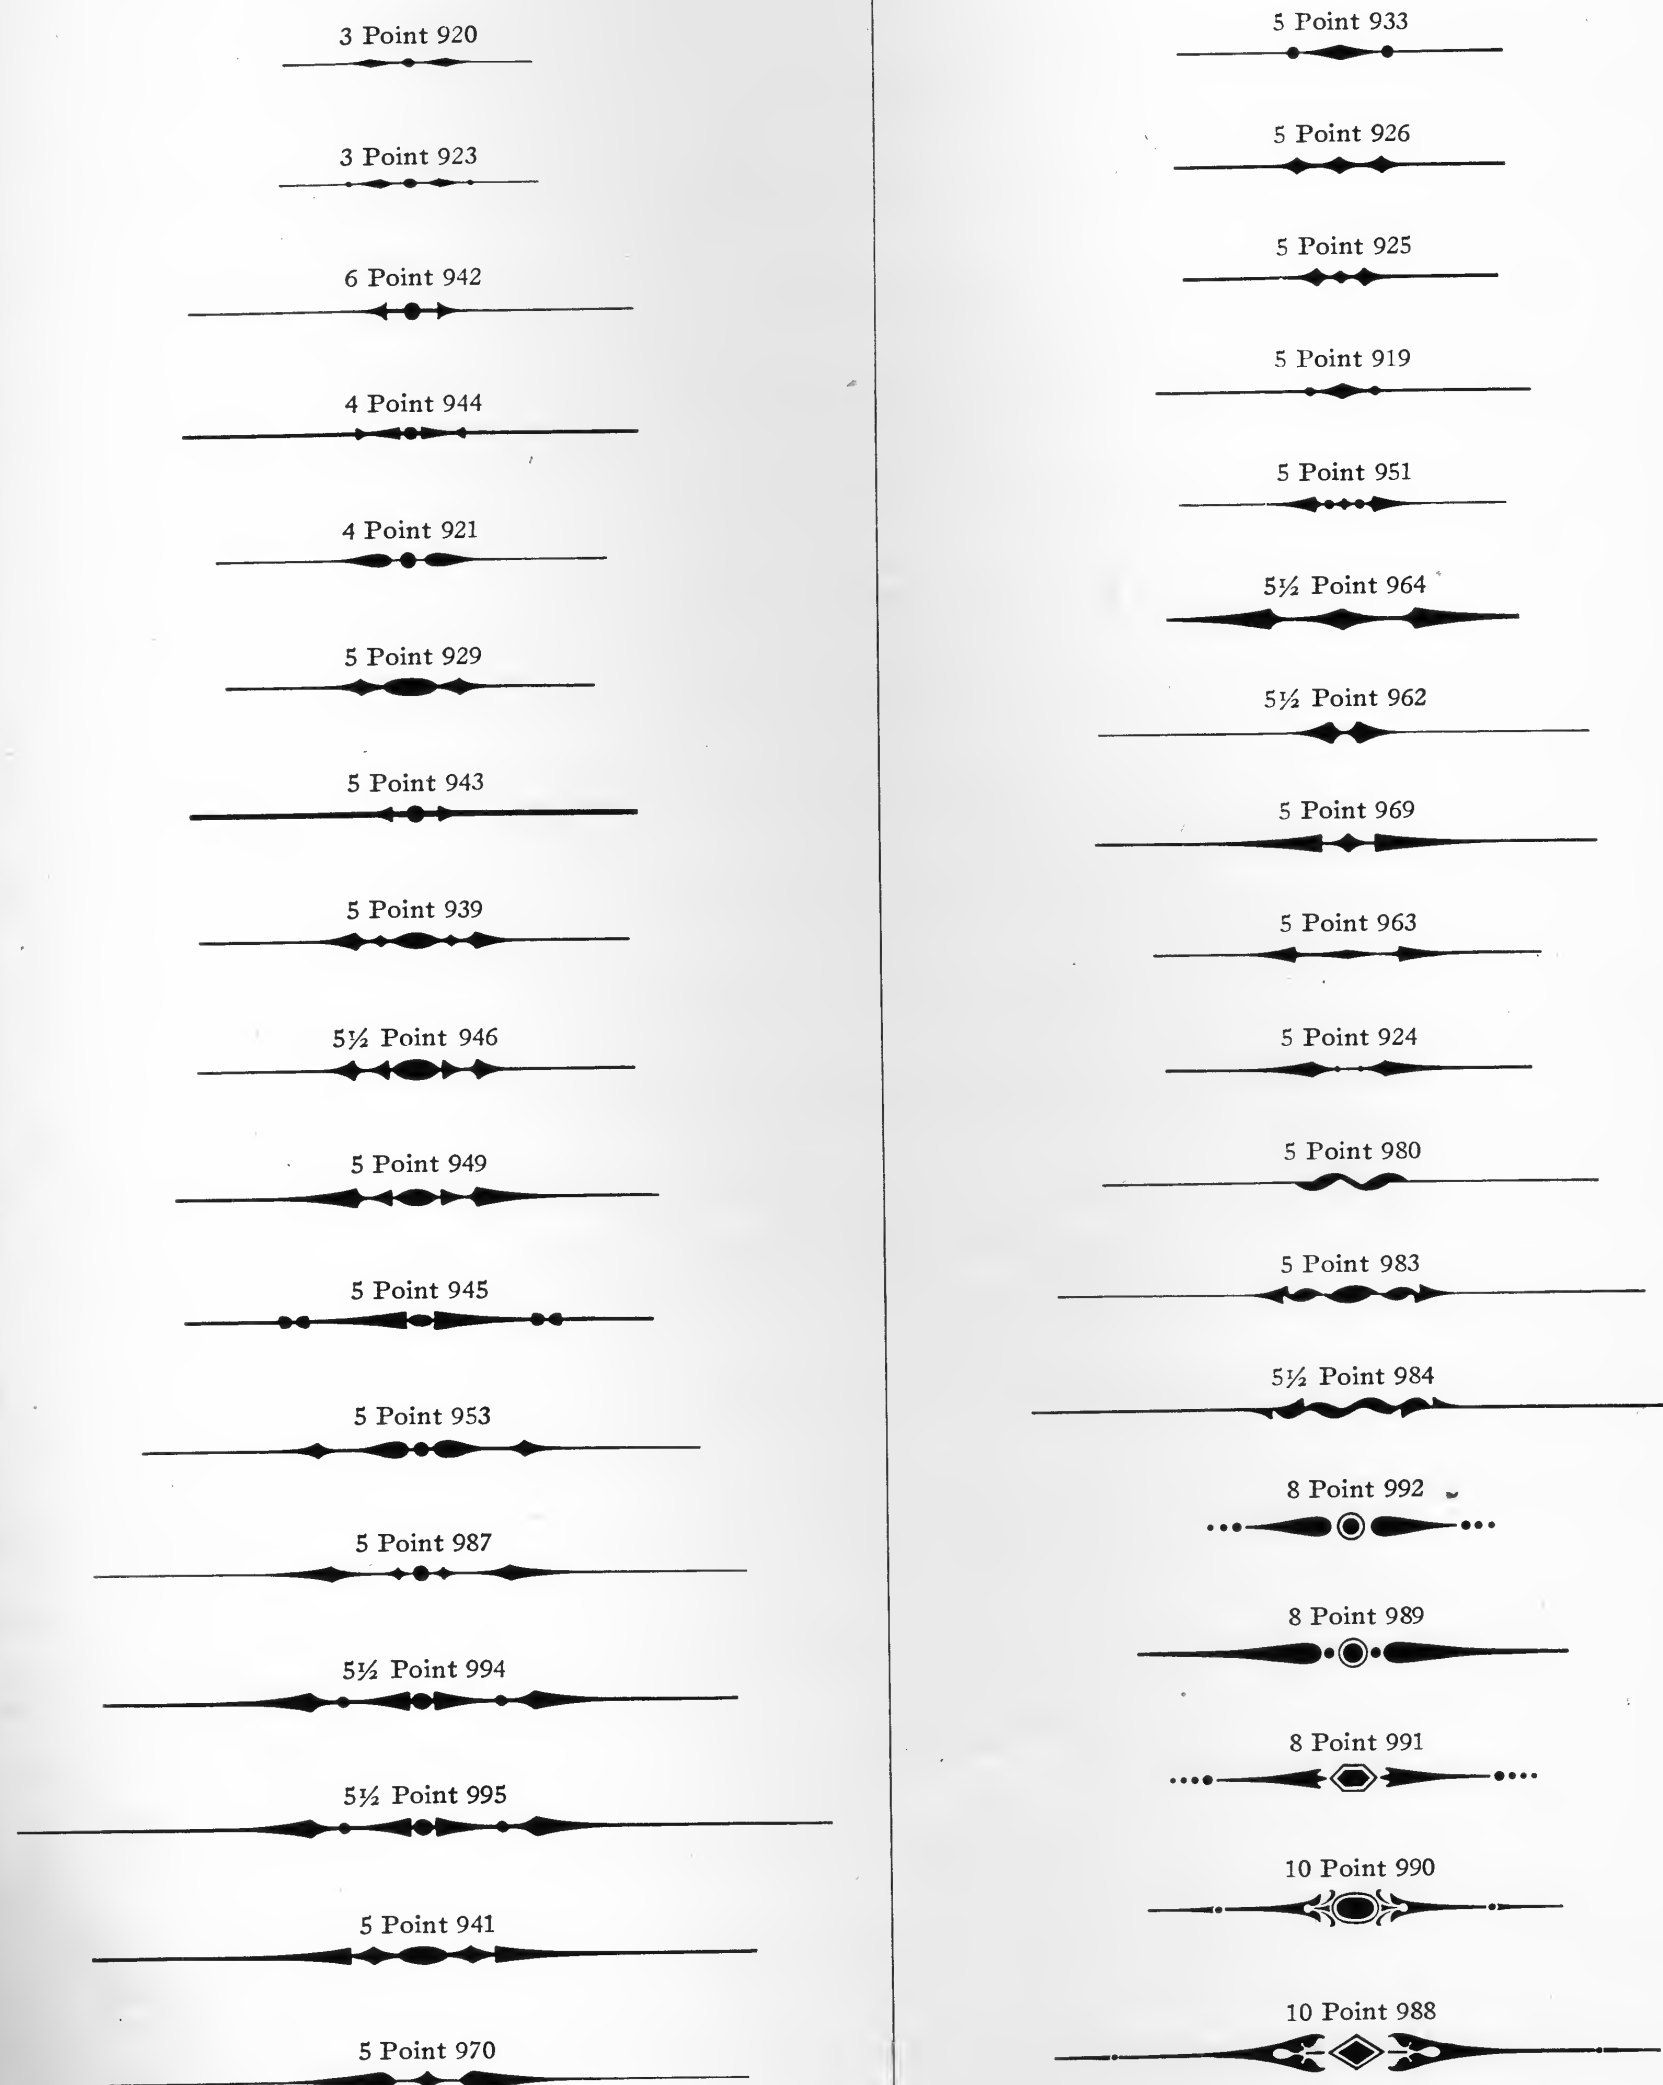 3 Point 920
3 Point 923
6 Point 942
4 Point 944
4 Point 921
5 Point 929
5 Point 943
5 Point 939
5½ Point 946
5 Point 949
5 Point 945
5 Point 953
5 Point 987
5½ Point 994
5½ Point 995
5 Point 941
5 Point 970
5 Point 933
5 Point 926
5 Point 925
5 Point 919
5 Point 951
5½ Point 964
5½ Point 962
5 Point 969
5 Point 963
5 Point 924
5 Point 980
5 Point 983
5½ Point 984
8 Point 992
8 Point 989
8 Point 991
10 Point 990
10 Point 988